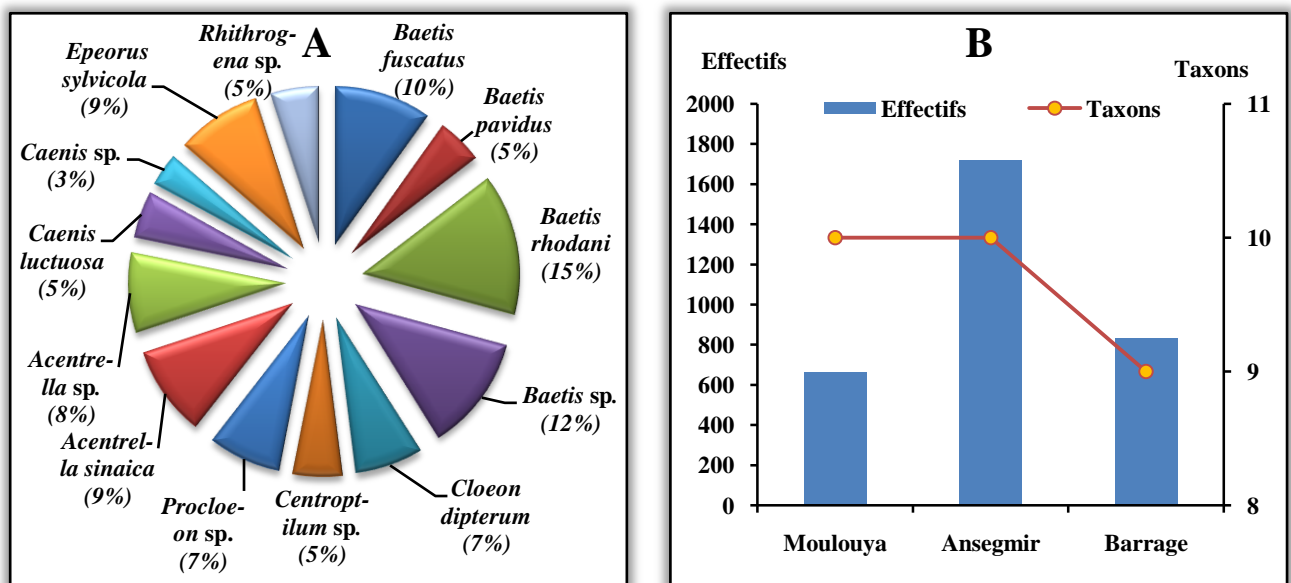 A
Rhithrog-
ena sp.
(5%)
Baetis
fuscatus
(10%)
Baetis
pavidus
(5%)
Baetis
rhodani
(15%)
Baetis sp.
(12%)
Cloeon
dipterum
(7%)
Centropt-
ilum sp.
(5%)
Procloe-
on sp.
(7%)
Acentrel-
la sinaica
(9%)
Acentre-
lla sp.
(8%)
Caenis
luctuosa
(5%)
Caenis sp.
(3%)
Epeorus
sylvicola
(9%)
B
Effectifs
Taxons
Effectifs
Taxons
2000
1800
1600
1400
1200
1000
800
600
400
200
0
11
10
9
8
Moulouya
Ansegmir
Barrage